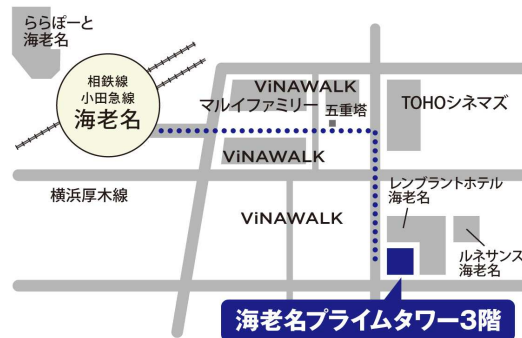 ららぽーと
海老名
相鉄線
小田急線
海老名
ViNAWALK
マルイファミリー
五重塔
TOHOシネマズ
ViNAWALK
横浜厚木線
ViNAWALK
レンブラントホテル
海老名
ルネサンス
海老名
海老名プライムタワー3階